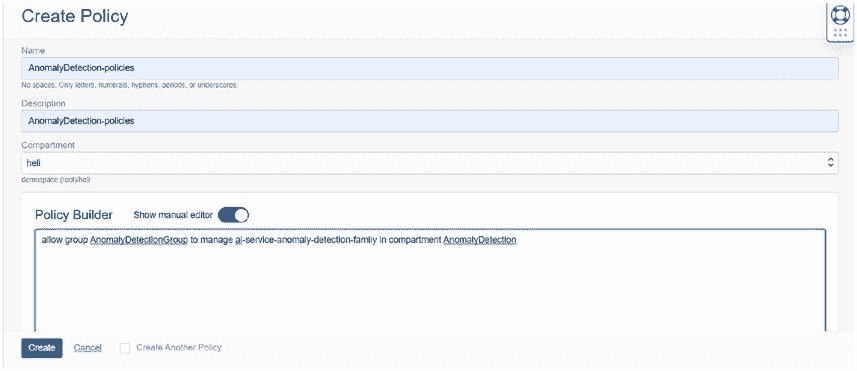 Create Policy
Name
AnomalyDetection-policies
No spaces. Only letters, numerals, hyphens, periods, or underscores.
Description
AnomalyDetection-policies
Compartment
heli
demospace (root)/heli
Policy Builder Show manual editor
allow group AnomalyDetectionGroup to manage ai-service-anomaly-detection-family in compartment AnomalyDetection
Create Cancel Create Another Policy